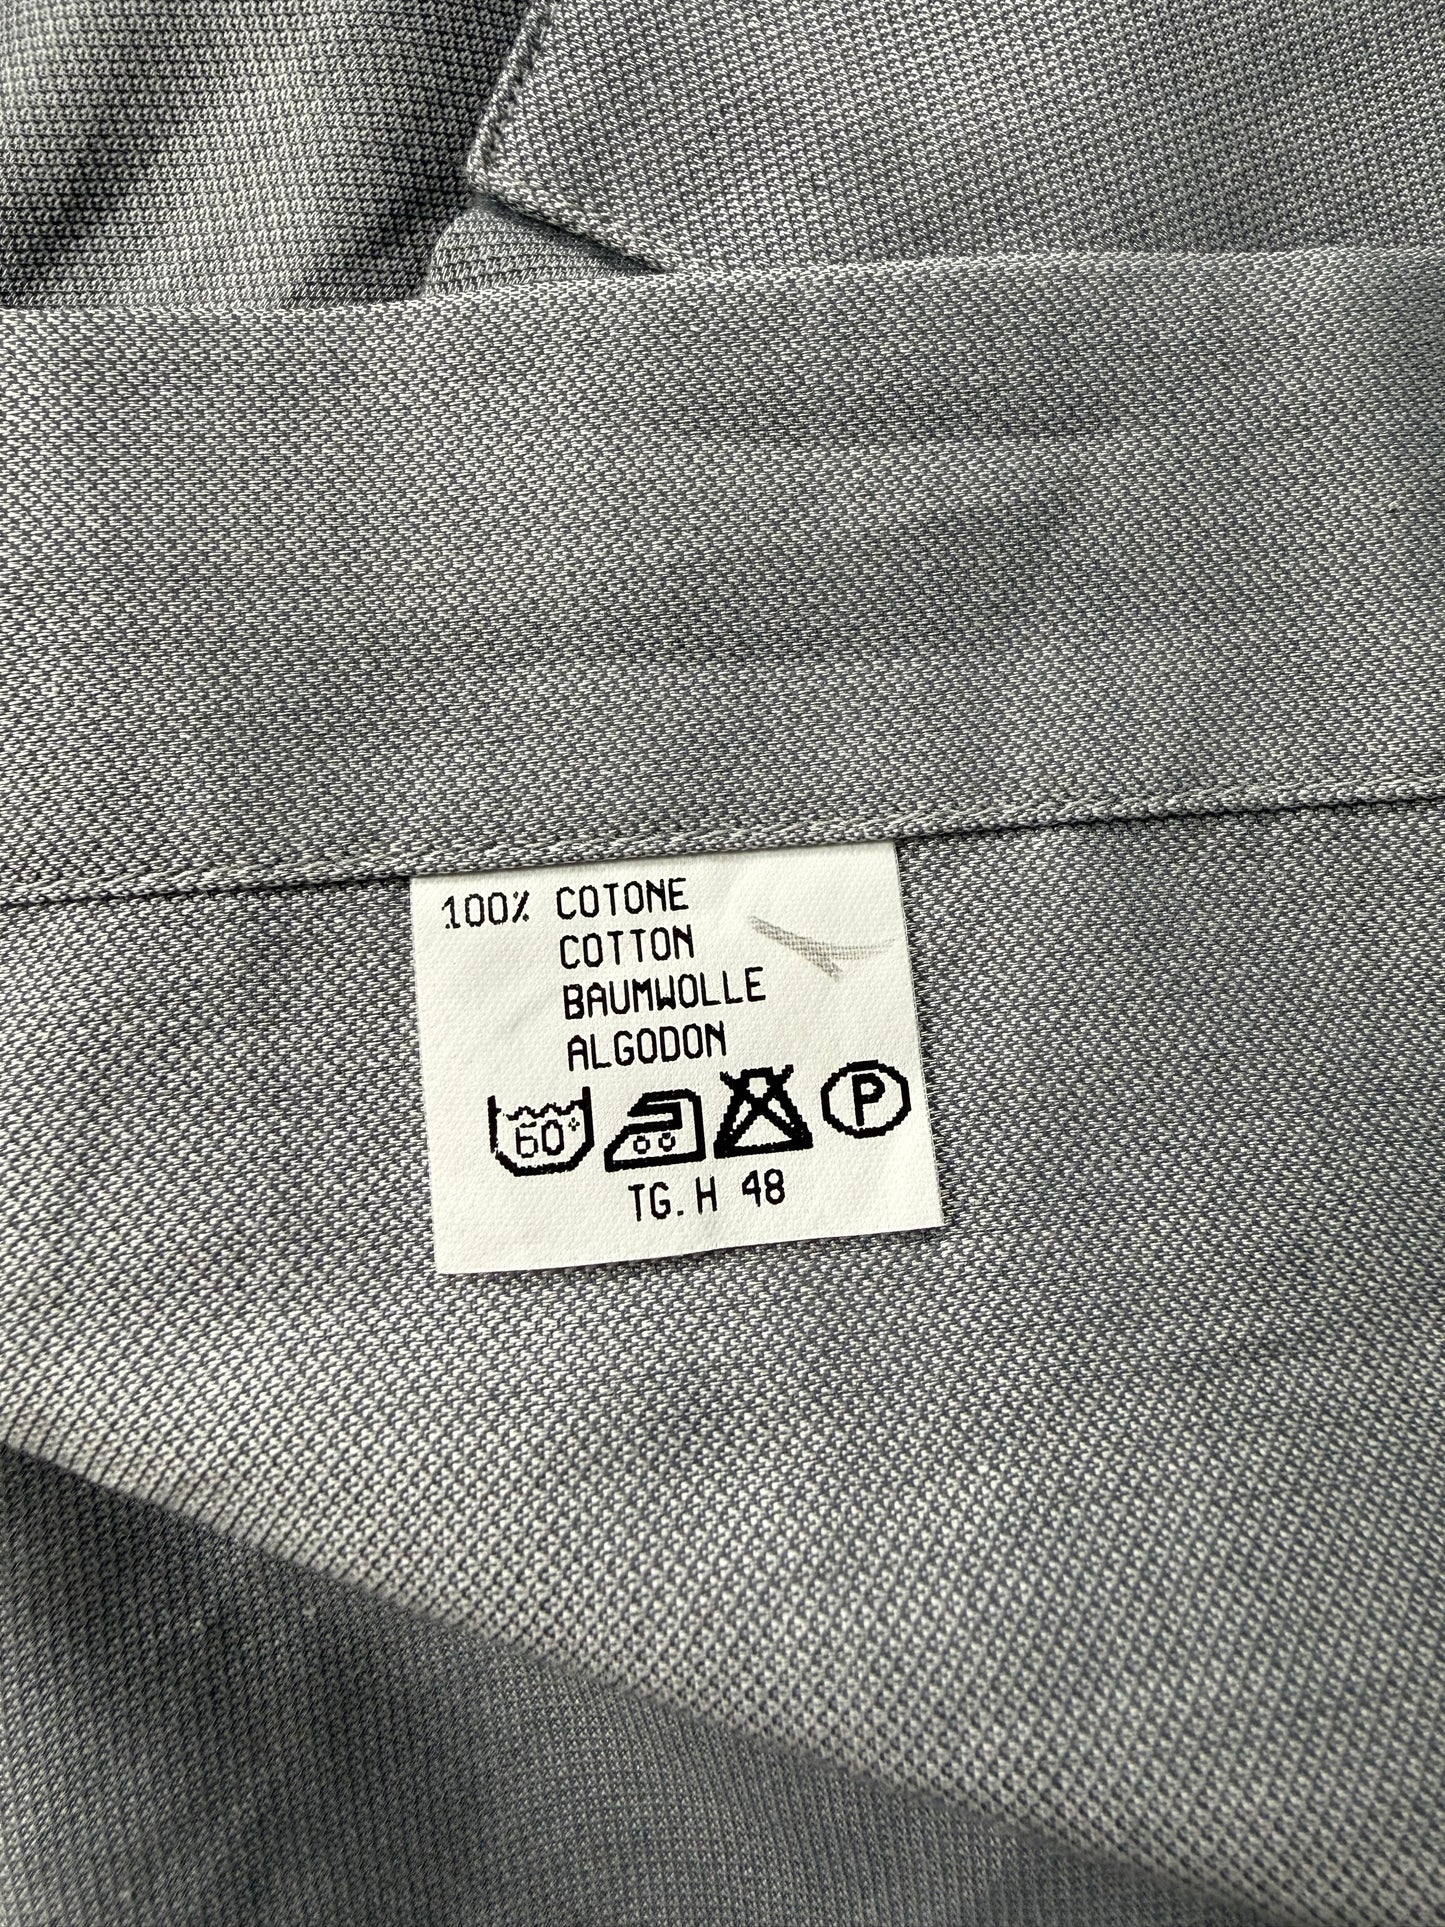 100% COTONE
COTTON
BAUMWOLLE
ALGODON
60° P
TG. H 48